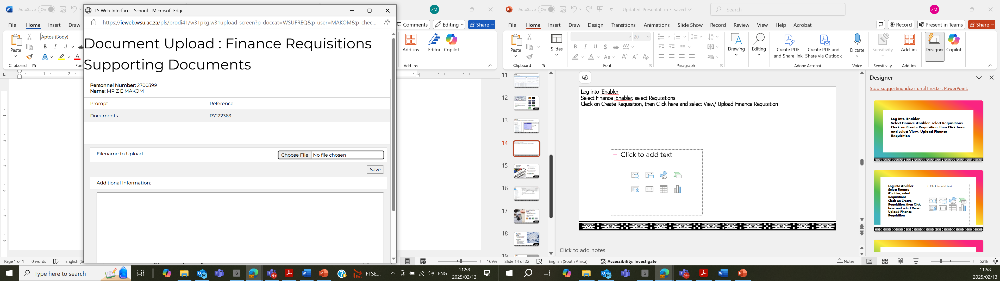 AutoSave On
ITS Web Interface - School - Microsoft Edge
ZM
AutoSave On
Updated_Presentation • Saved
Search
ZM
https://ieweb.wsu.ac.za/pls/prodi41/w31pkg.w31upload_screen?p_doccat=WSUFREQ&p_user=MAKOM&p_chec...
File Home Insert Draw
Comments Editing Share
File Home Insert Draw Design Transitions Animations Slide Show Record Review View Help Acrobat
Record Present in Teams Share
Aptos (Body)
Paste
Clipboard
Font
Add-ins Editor Copilot
Add-ins
Paste
Clipboard
Slides
20
Font
Paragraph
Drawing
Editing
Create PDF and Share link
Create PDF and Share via Outlook
Adobe Acrobat
Dictate
Voice
Sensitivity
Sensitivity
Add-ins
Add-ins
Designer Copilot
Document Upload : Finance Requisitions
Supporting Documents
Personnel Number: 2700399
Name: MR Z E MAKOM
Prompt Reference
Documents RY122363
Filename to Upload: Choose File No file chosen
Save
Additional Information:
11
12
13
14
15
16
17
18
19
Log into iEnabler
Select Finance iEnabler, select Requisitions
Cleck on Create Requisition, then Click here and select View/ Upload-Finance Requisition
+ Click to add text
Click to add notes
Designer
Stop suggesting ideas until I restart PowerPoint.
Log into iEnabler
Select Finance iEnabler, select Requisitions
Cleck on Create Requisition, then Click here
and select View/ Upload-Finance
Requisition
Log into iEnabler
Select Finance
iEnabler, select
Requisitions
Cleck on Create
Requisition, then Click
here and select View/
Upload-Finance
Requisition
+ Click to add text
Page 1 of 1 0 words English (S
169%
Slide 14 of 22 English (South Africa) Accessibility: Investigate
Notes 52%
Type here to search
FTSE...
ENG
11:58
2025/02/13
11:58
2025/02/13